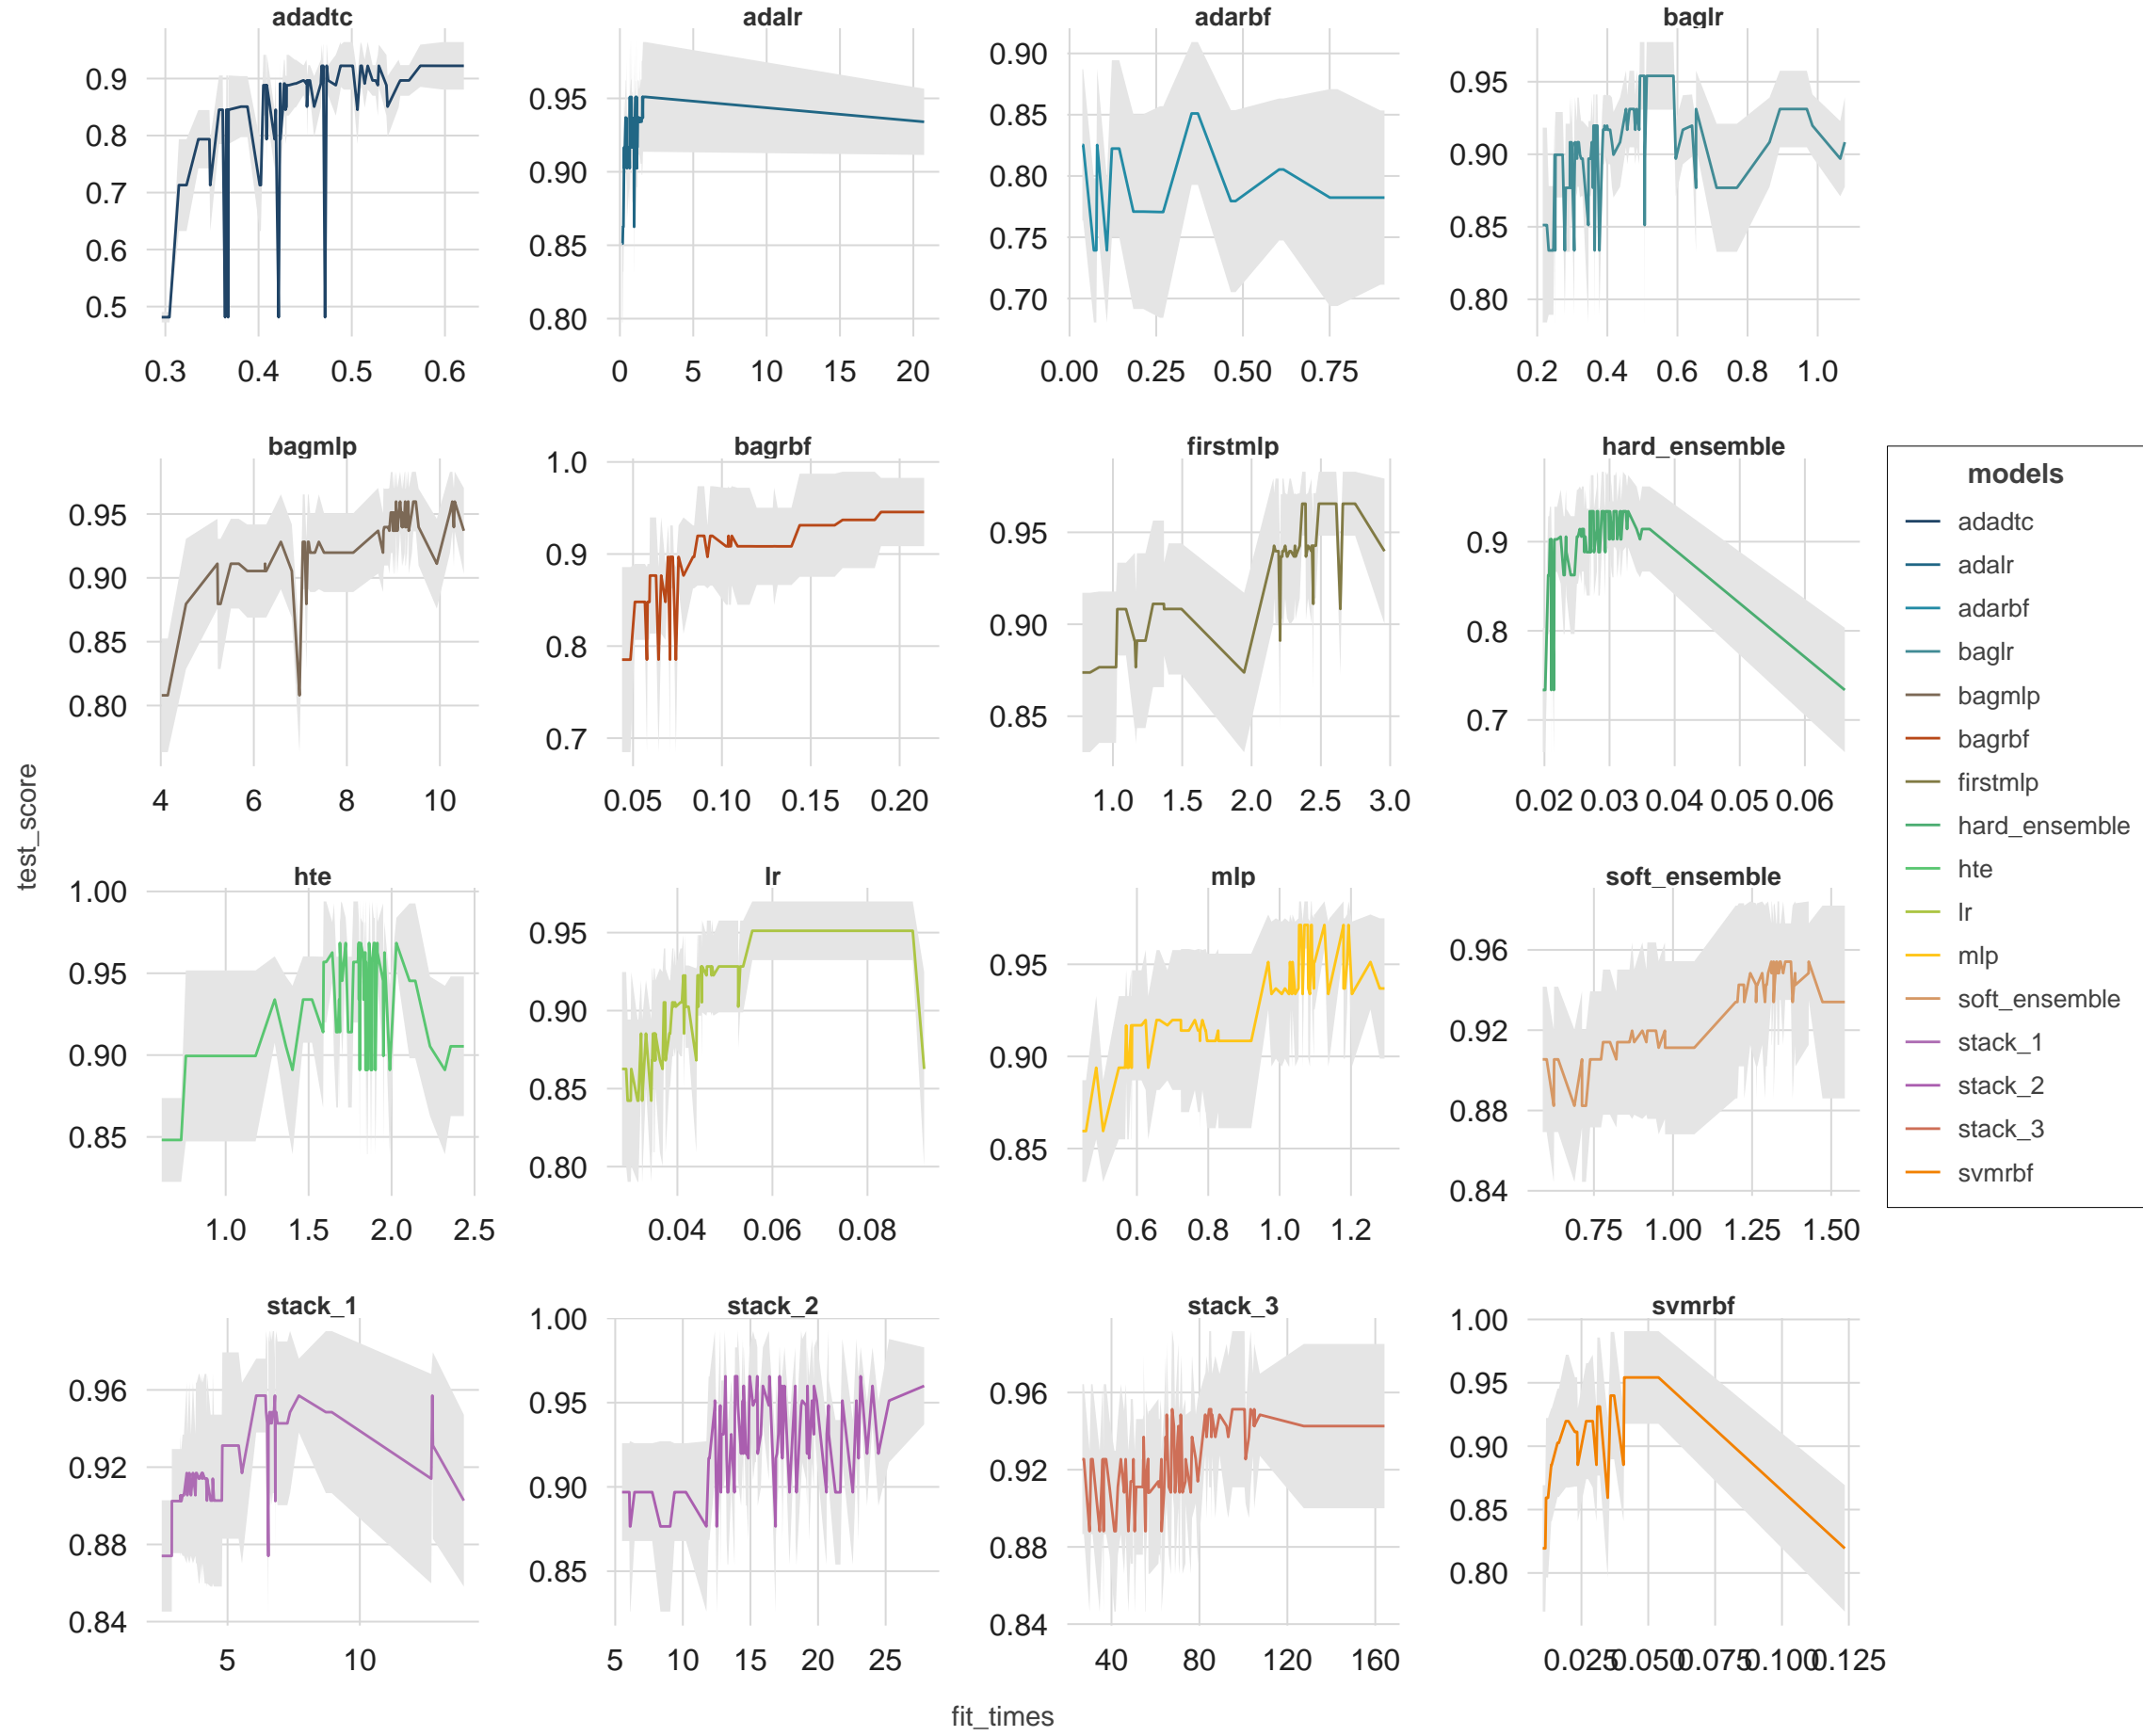 adadtc
adalr
adarbf
baglr
0.9
0.8
0.7
0.6
0.5
0.3 0.4 0.5 0.6
0.95
0.90
0.85
0.80
0 5 10 15 20
0.90
0.85
0.80
0.75
0.70
0.00 0.25 0.50 0.75
0.95
0.90
0.85
0.80
0.2 0.4 0.6 0.8 1.0
bagmlp
bagrbf
firstmlp
hard_ensemble
0.95
0.90
0.85
0.80
4 6 8 10
1.0
0.9
0.8
0.7
0.05 0.10 0.15 0.20
0.95
0.90
0.85
1.0 1.5 2.0 2.5 3.0
0.9
0.8
0.7
0.02 0.03 0.04 0.05 0.06
hte
lr
mlp
soft_ensemble
1.00
0.95
0.90
0.85
1.0 1.5 2.0 2.5
0.95
0.90
0.85
0.80
0.04 0.06 0.08
0.95
0.90
0.85
0.6 0.8 1.0 1.2
0.96
0.92
0.88
0.84
0.75 1.00 1.25 1.50
stack_1
stack_2
stack_3
svmrbf
0.96
0.92
0.88
0.84
5 10
1.00
0.95
0.90
0.85
5 10 15 20 25
0.96
0.92
0.88
0.84
40 80 120 160
1.00
0.95
0.90
0.85
0.80
0.025 0.050 0.075 0.100 0.125
test_score
fit_times
models
adadtc
adalr
adarbf
baglr
bagmlp
bagrbf
firstmlp
hard_ensemble
hte
lr
mlp
soft_ensemble
stack_1
stack_2
stack_3
svmrbf